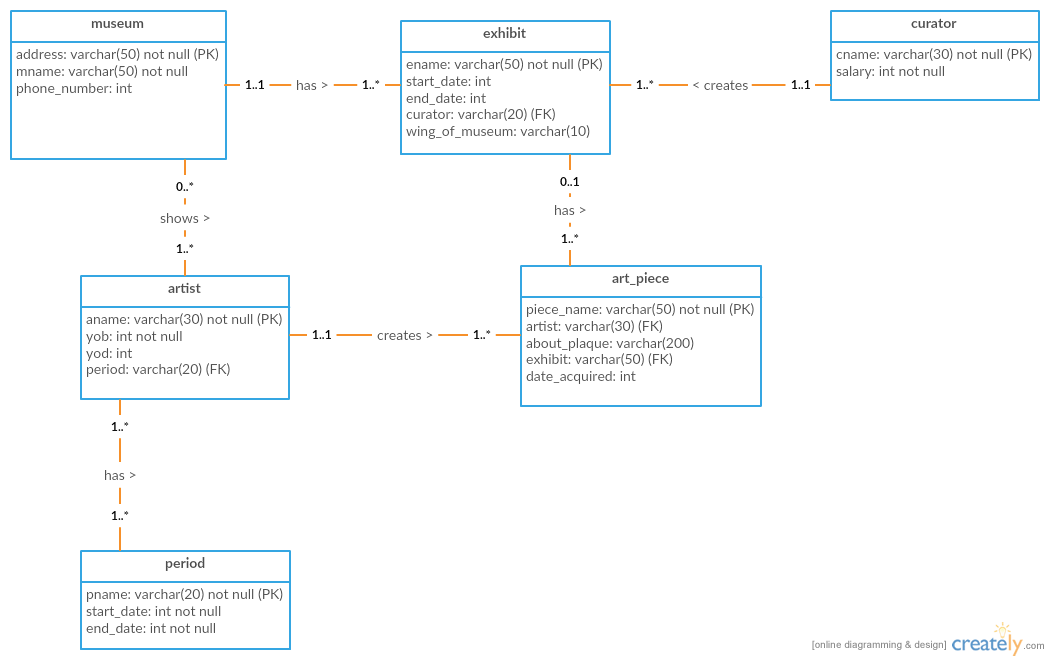 museum
address: varchar(50) not null (PK)
mname: varchar(50) not null
phone_number: int
exhibit
ename: varchar(50) not null (PK)
start_date: int
end_date: int
curator: varchar(20) (FK)
wing_of_museum: varchar(10)
curator
cname: varchar(30) not null (PK)
salary: int not null
1..1
has >
1..*
1..*
< creates
1..1
0..*
shows >
1..*
0..1
has >
1..*
artist
aname: varchar(30) not null (PK)
yob: int not null
yod: int
period: varchar(20) (FK)
1..1
creates >
1..*
art_piece
piece_name: varchar(50) not null (PK)
artist: varchar(30) (FK)
about_plaque: varchar(200)
exhibit: varchar(50) (FK)
date_acquired: int
1..*
has >
1..*
period
pname: varchar(20) not null (PK)
start_date: int not null
end_date: int not null
[online diagramming & design] creately.com